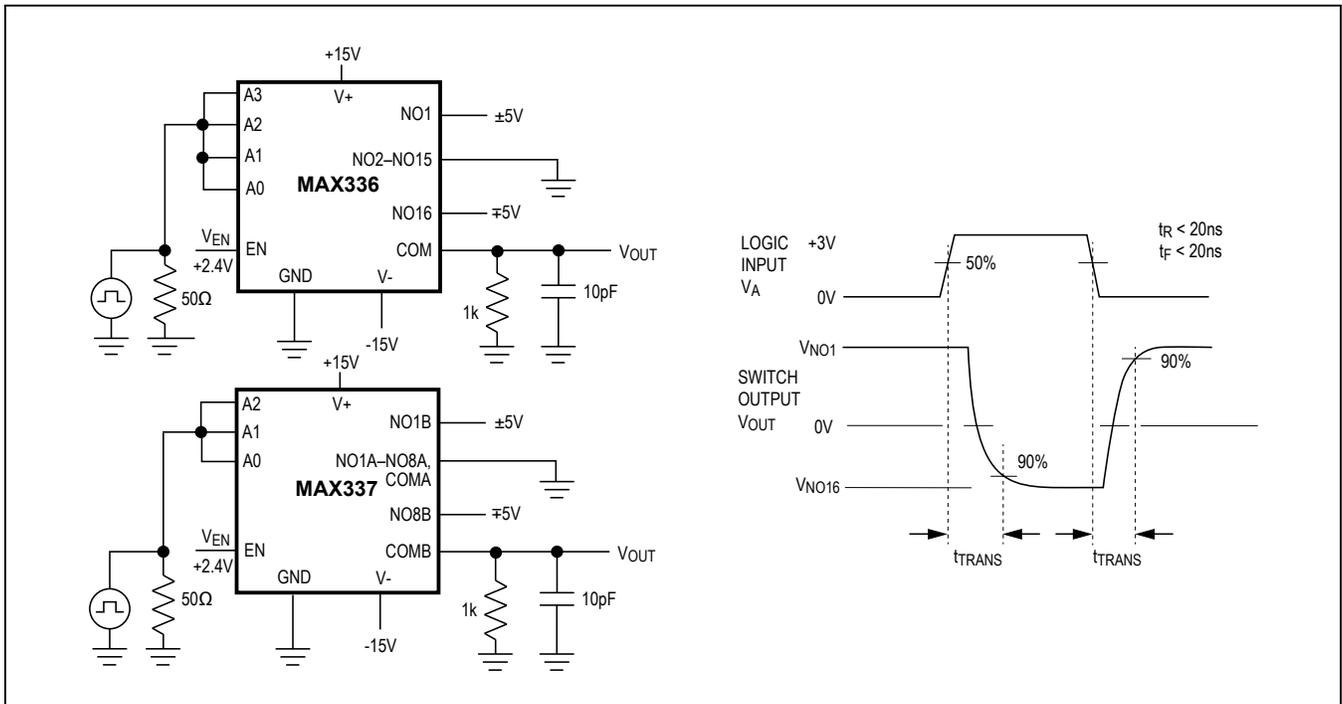 +15V
V+
A3
A2
A1
A0
NO1
±5V
NO2–NO15
MAX336
NO16
∓5V
VEN
+2.4V
EN
COM
VOUT
GND
V-
50Ω
1k
10pF
-15V
+15V
V+
A2
A1
A0
NO1B
±5V
NO1A–NO8A,
COMA
MAX337
NO8B
∓5V
VEN
+2.4V
EN
COMB
VOUT
GND
V-
50Ω
1k
10pF
-15V
LOGIC
INPUT
VA
+3V
50%
0V
tR < 20ns
tF < 20ns
VNO1
90%
SWITCH
OUTPUT
VOUT
0V
90%
VNO16
tTRANS
tTRANS